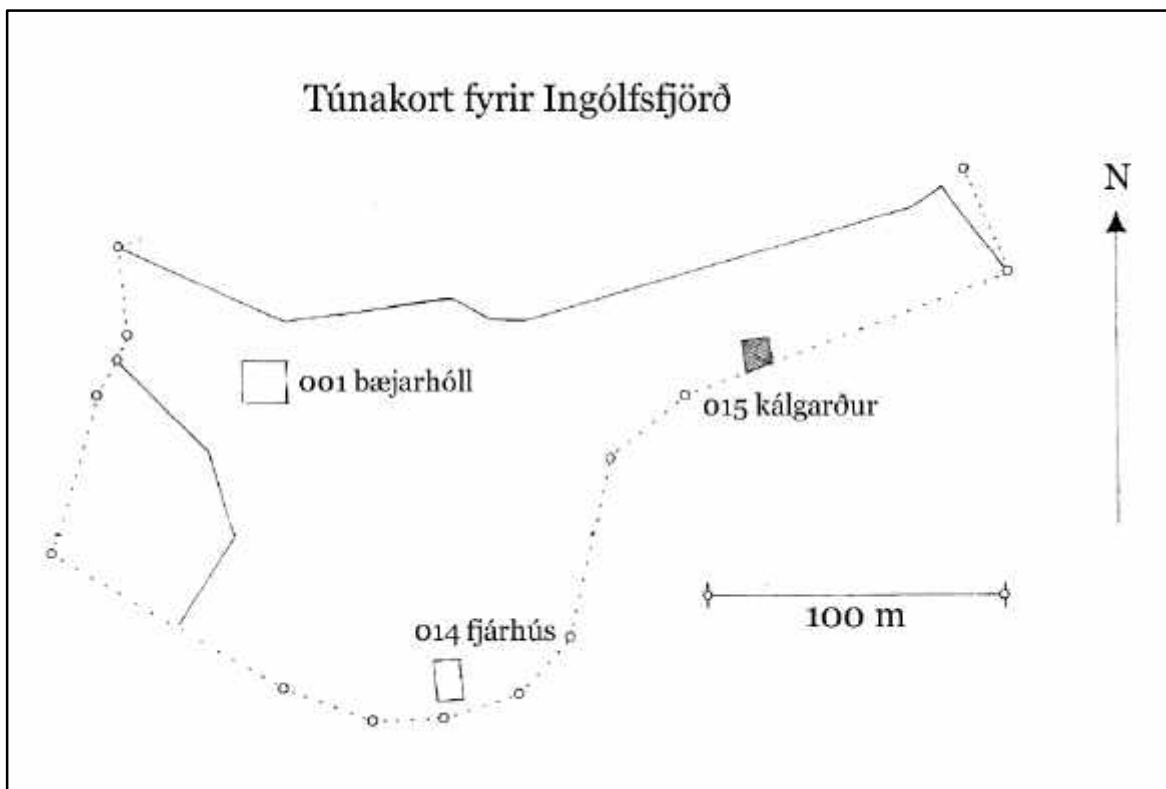 Túnakort fyrir Ingólfsfjörð
N
001 bæjarhóll
015 kálgarður
100 m
014 fjárhús